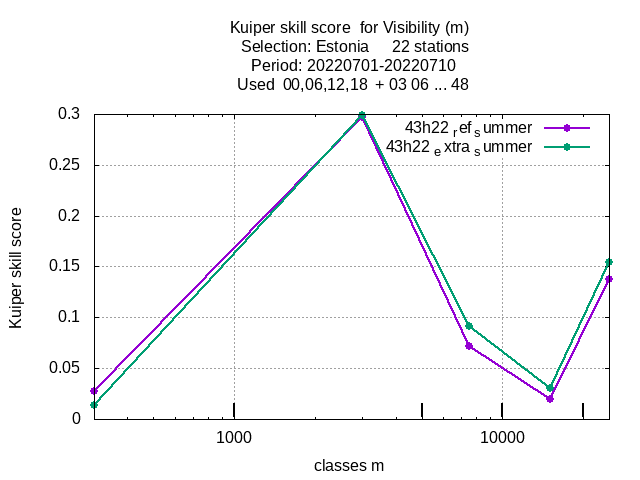 Kuiper skill score  for Visibility (m)
Selection: Estonia     22 stations
Period: 20220701-20220710
Used  00,06,12,18  + 03 06 ... 48
43h22 ref summer
43h22 extra summer
0.3
0.25
0.2
0.15
0.1
0.05
0
Kuiper skill score
1000
10000
classes m